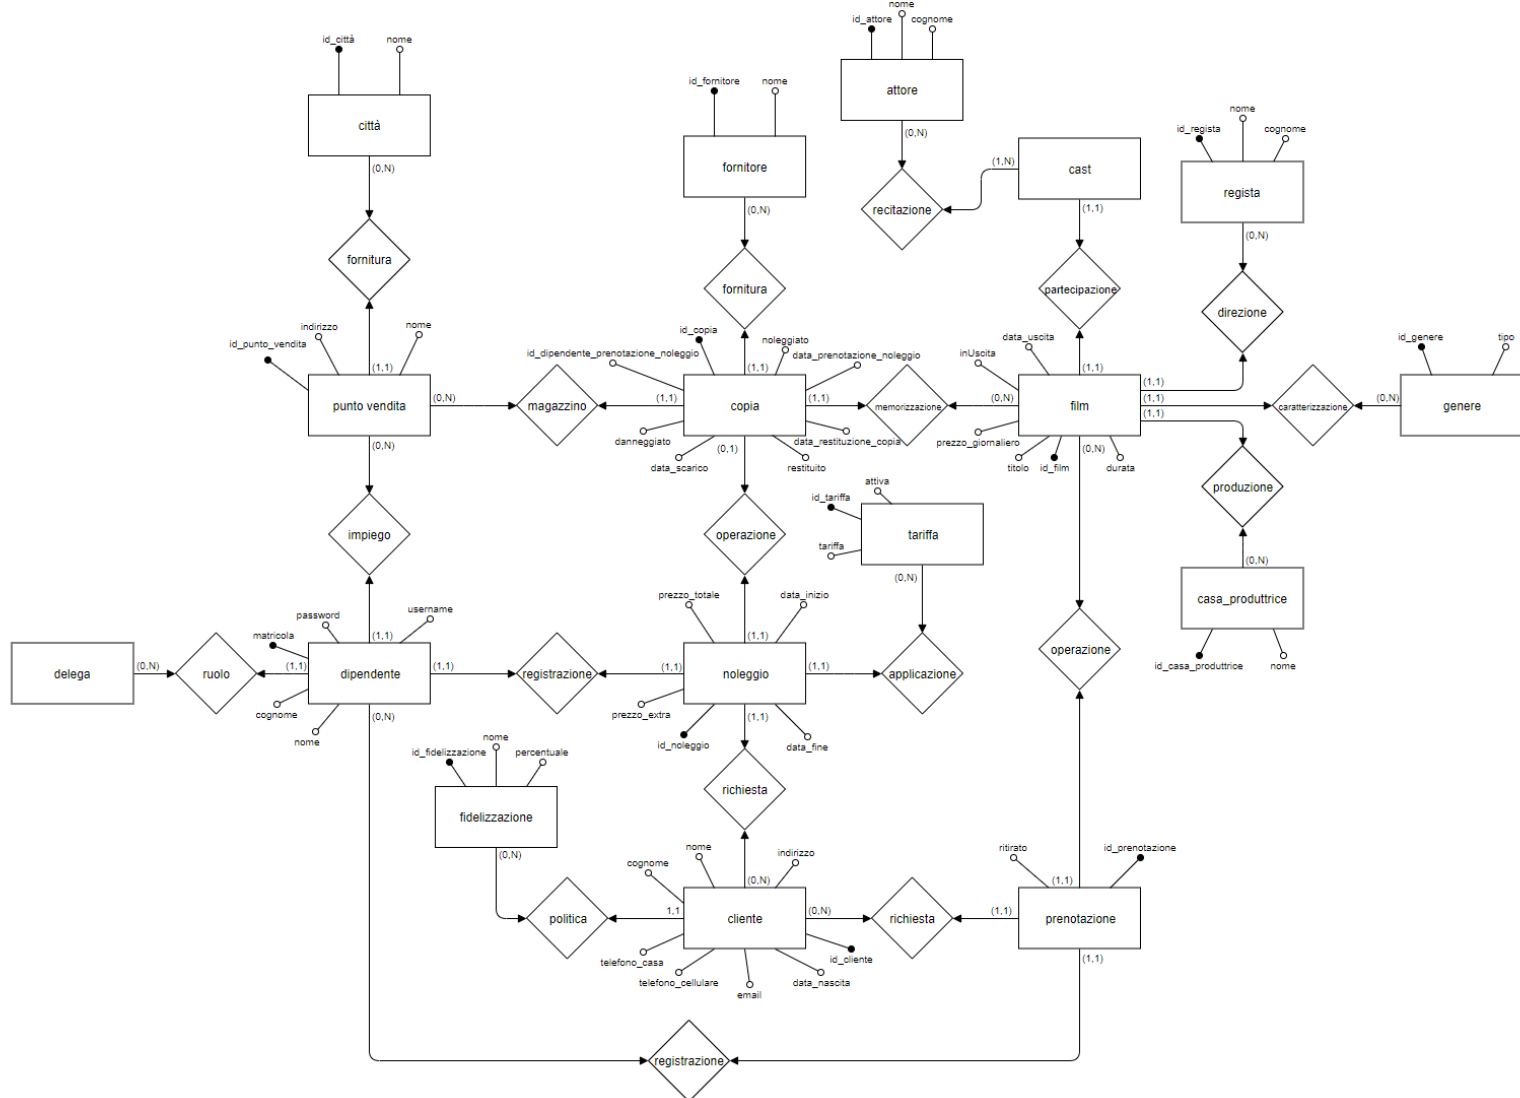 nome
id_attore
cognome
id_città
nome
attore
id_fornitore
nome
città
(0,N)
nome
id_regista
cognome
(0,N)
fornitore
(1,N)
cast
regista
(0,N)
recitazione
(1,1)
(0,N)
fornitura
fornitura
partecipazione
direzione
indirizzo
nome
id_punto_vendita
id_copia
noleggiato
id_dipendente_prenotazione_noleggio
data_prenotazione_noleggio
data_uscita
inUscita
id_genere
tipo
(1,1)
(1,1)
(1,1)
(1,1)
punto vendita
(0,N)
magazzino
(1,1)
copia
(1,1)
memorizzazione
(0,N)
film
(1,1)
caratterizzazione
(0,N)
genere
(1,1)
danneggiato
data_restituzione_copia
prezzo_giornaliero
(0,N)
(0,1)
(0,N)
data_scarico
restituito
titolo
id_film
durata
attiva
id_tariffa
produzione
impiego
operazione
tariffa
tariffa
(0,N)
(0,N)
prezzo_totale
data_inizio
casa_produttrice
password
username
matricola
(1,1)
(1,1)
operazione
delega
(0,N)
ruolo
(1,1)
dipendente
(1,1)
registrazione
(1,1)
noleggio
(1,1)
applicazione
id_casa_produttrice
nome
cognome
prezzo_extra
(0,N)
(1,1)
nome
id_noleggio
data_fine
nome
id_fidelizzazione
percentuale
richiesta
fidelizzazione
(0,N)
nome
indirizzo
cognome
ritirato
id_prenotazione
(0,N)
(1,1)
politica
1,1
cliente
(0,N)
richiesta
(1,1)
prenotazione
telefono_casa
id_cliente
(1,1)
telefono_cellulare
data_nascita
email
registrazione